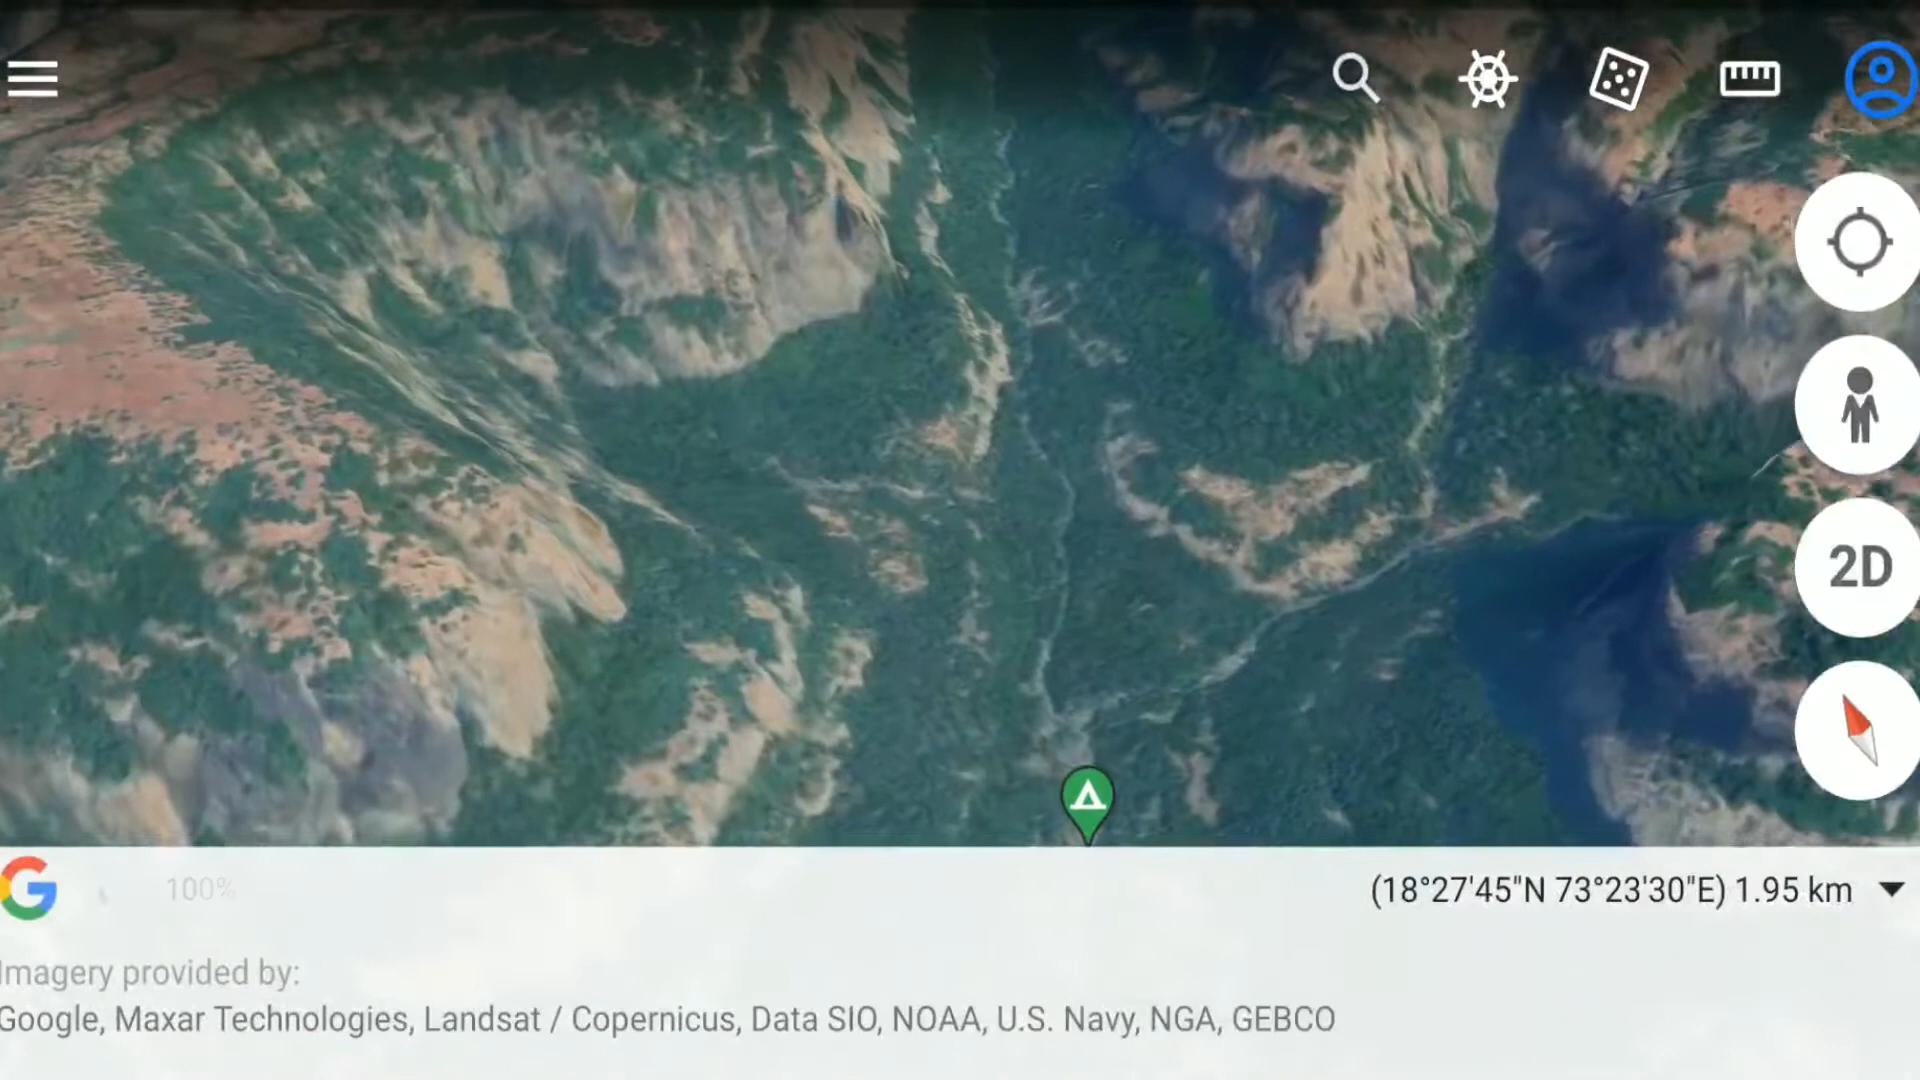 2D
100%
(18°27'45"N 73°23'30"E) 1.95 km
Imagery provided by:
Google, Maxar Technologies, Landsat / Copernicus, Data SIO, NOAA, U.S. Navy, NGA, GEBCO